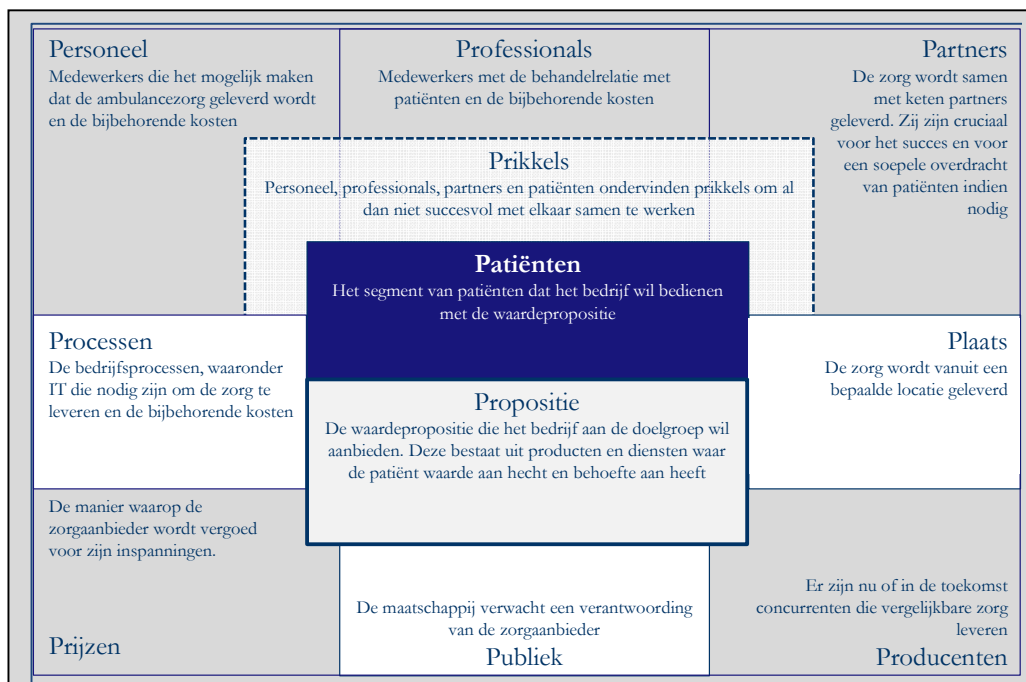 Personeel
Medewerkers die het mogelijk maken
dat de ambulancezorg geleverd wordt
en de bijbehorende kosten
Professionals
Medewerkers met de behandelrelatie met
patiënten en de bijbehorende kosten
Partners
De zorg wordt samen
met keten partners
geleverd. Zij zijn cruciaal
voor het succes en voor
een soepele overdracht
van patiënten indien
nodig
Prikkels
Personeel, professionals, partners en patiënten ondervinden prikkels om al
dan niet succesvol met elkaar samen te werken
Patiënten
Het segment van patiënten dat het bedrijf wil bedienen
met de waardepropositie
Processen
De bedrijfsprocessen, waaronder
IT die nodig zijn om de zorg te
leveren en de bijbehorende kosten
Plaats
De zorg wordt vanuit een
bepaalde locatie geleverd
Propositie
De waardepropositie die het bedrijf aan de doelgroep wil
aanbieden. Deze bestaat uit producten en diensten waar
de patiënt waarde aan hecht en behoefte aan heeft
De manier waarop de
zorgaanbieder wordt vergoed
voor zijn inspanningen.
Prijzen
De maatschappij verwacht een verantwoording
van de zorgaanbieder
Publiek
Er zijn nu of in de toekomst
concurrenten die vergelijkbare zorg
leveren
Producenten